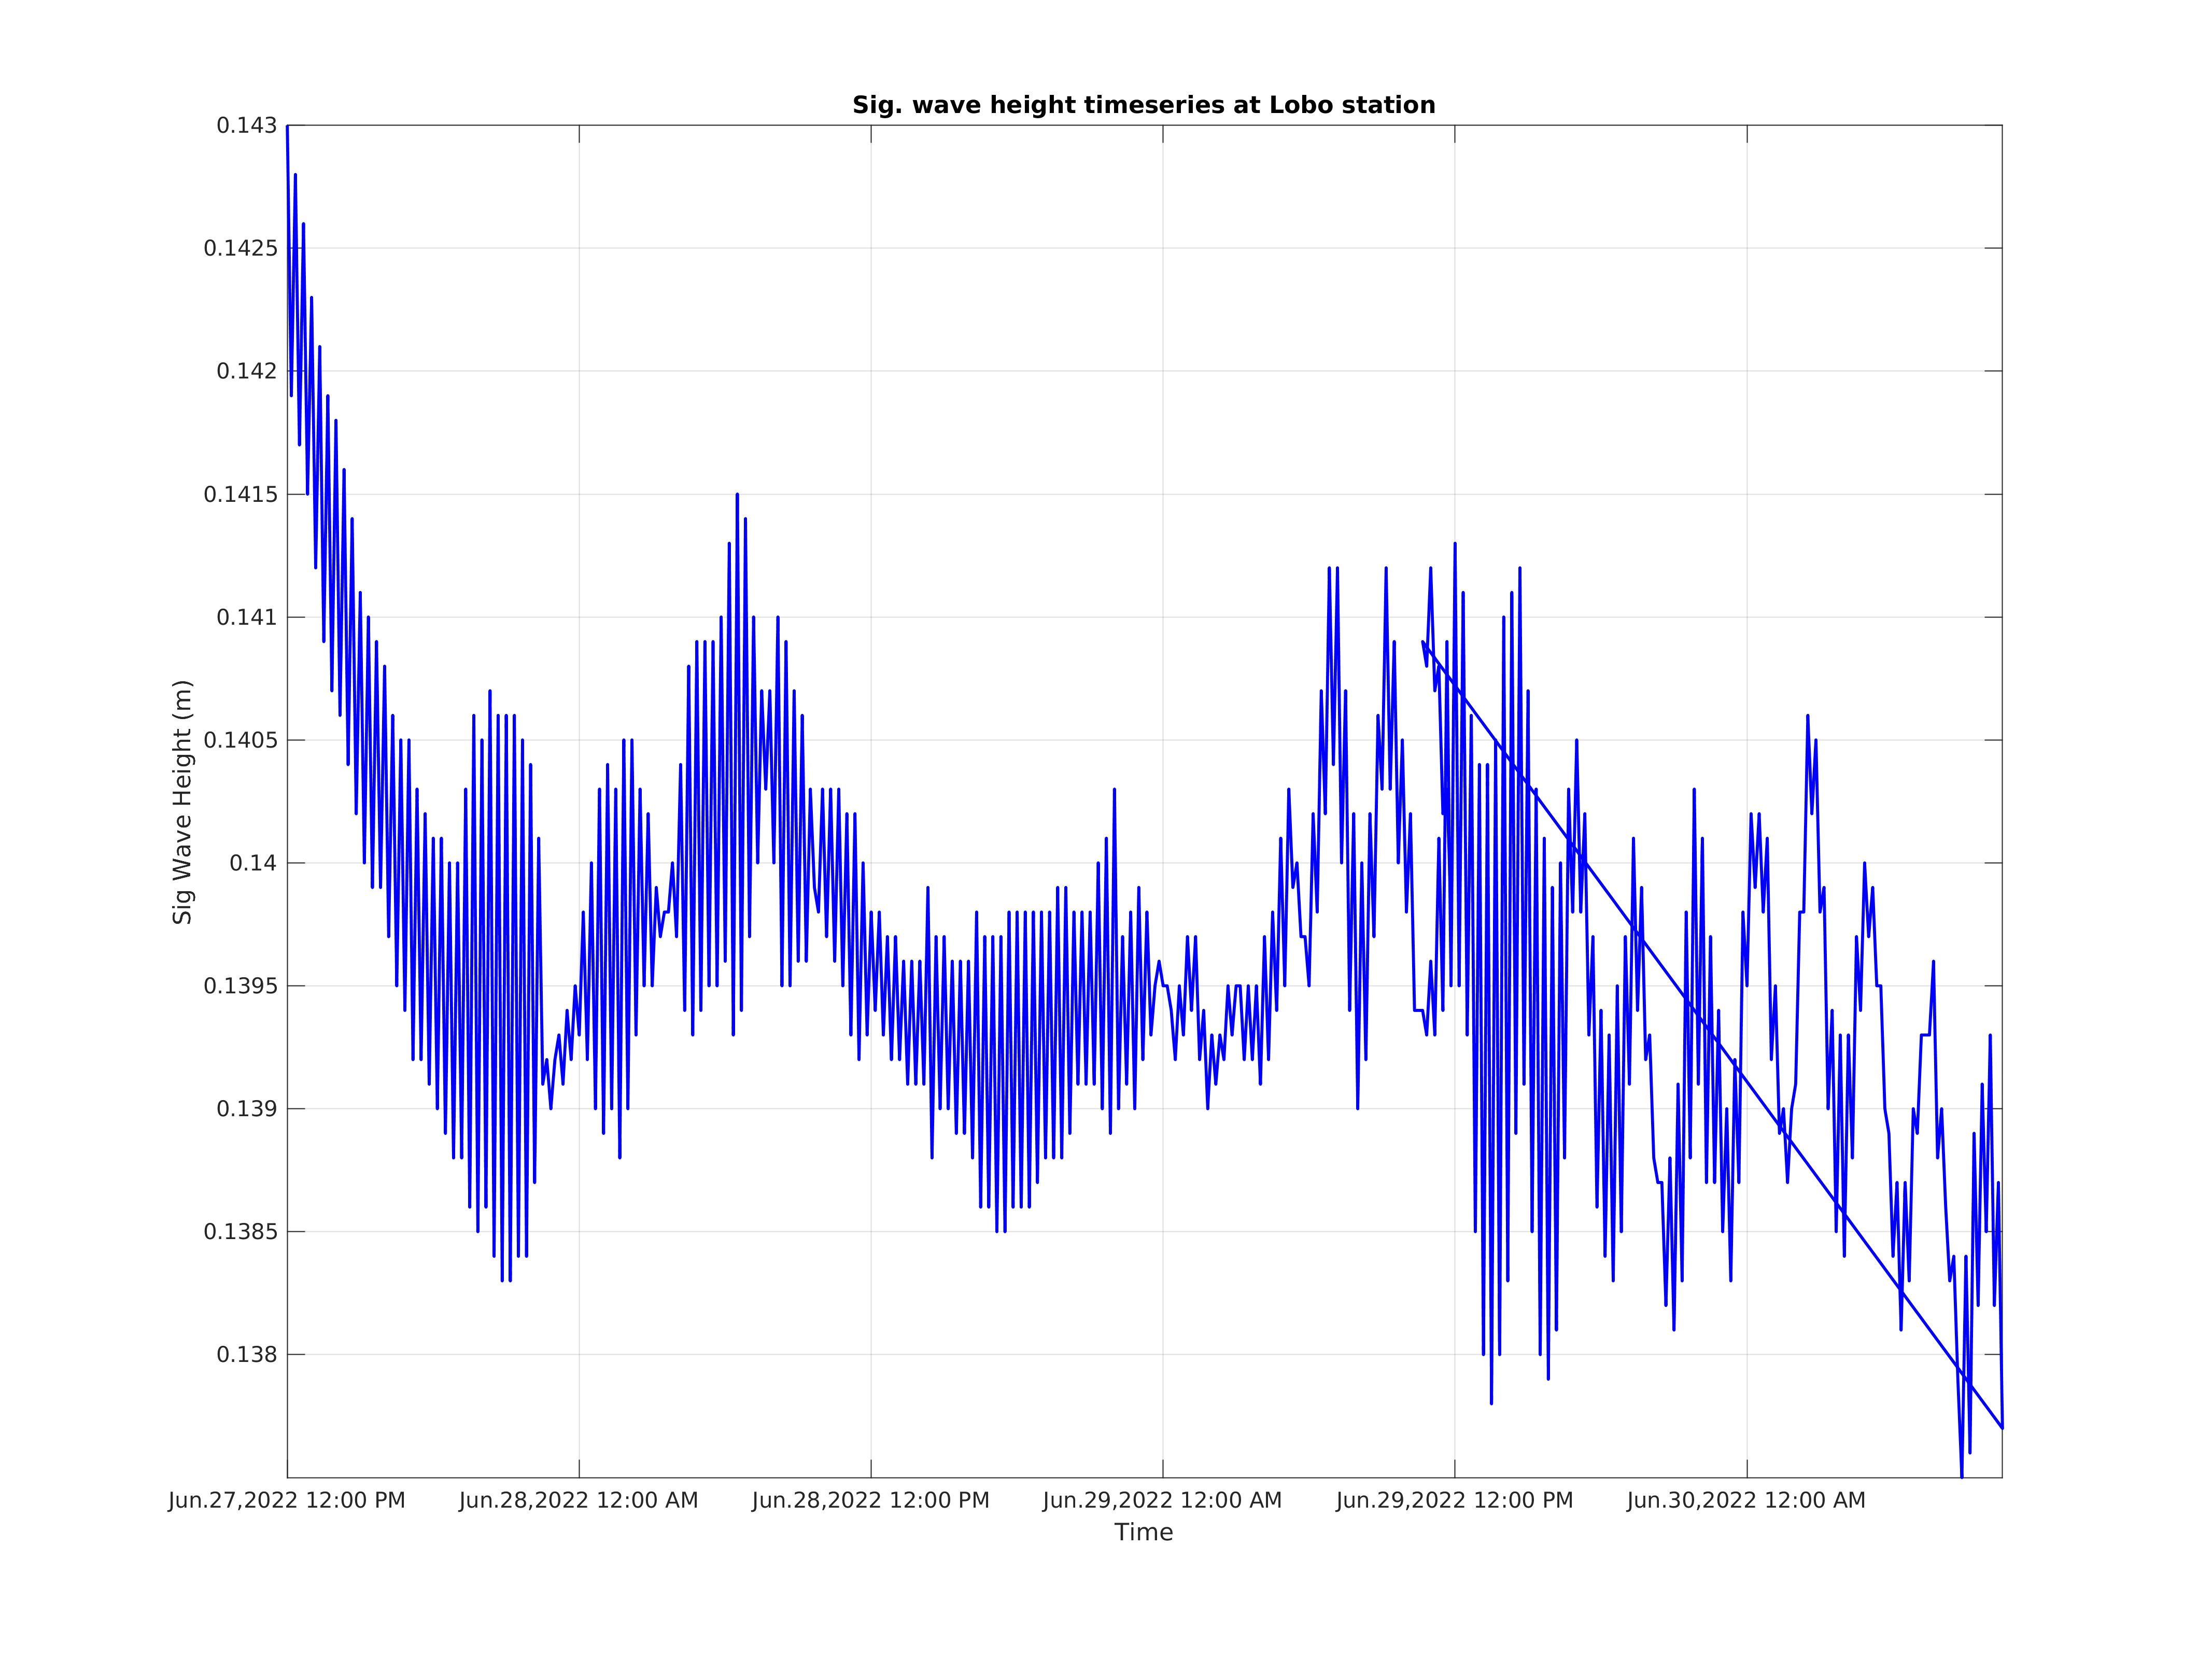 Sig. wave height timeseries at Lobo station
0.143
0.1425
0.142
0.1415
0.141
0.1405
0.14
0.1395
0.139
0.1385
0.138
Sig Wave Height (m)
Jun.27,2022 12:00 PM Jun.28,2022 12:00 AM Jun.28,2022 12:00 PM Jun.29,2022 12:00 AM Jun.29,2022 12:00 PM Jun.30,2022 12:00 AM
Time